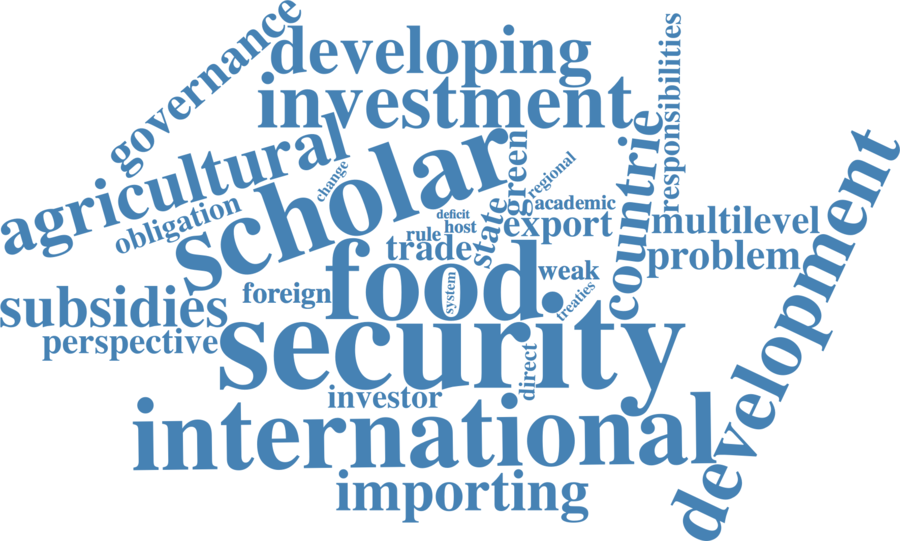 governance
developing
investment
responsibilities
agricultural
scholar
change
green
regional
countrie
development
obligation
deficit
academic
rule
host
state
export
multilevel
trade
problem
food
system
weak
treaties
foreign
subsidies
perspective
security
direct
investor
international
importing